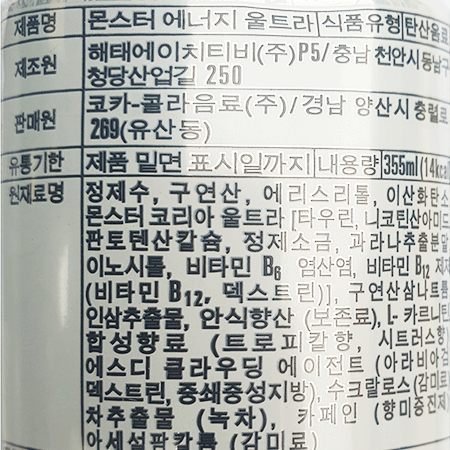 제품명 몬스터 에너지 울트라 식품유형 탄산음료
제조원 해태에이치티비(주)P5/충남 천안시 동남구
청당산업길 250
판매원 코카-콜라음료(주)/경남 양산시 충렬로
269(유산동)
유통기한 제품 밑면 표시일까지 내용량 355ml(14kcal
원재료명 정제수, 구연산, 에리스리톨, 이산화탄소
몬스터코리아 울트라 [타우린, 니코틴산아미드
판토텐산칼슘, 정제소금, 과라나추출분말
이노시톨, 비타민 B6 염산염, 비타민 B12 제제
(비타민 B12, 덱스트린)], 구연산삼나트륨
인삼추출물, 안식향산 (보존료), L- 카르니틴
합성향료 (트로피칼향, 시트러스향)
에스디 클라우딩 에이전트 (아라비아검
덱스트린, 중쇄중성지방), 수크랄로스(감미료)
차추출물 (녹차), 카페인 (향미증진제)
아세설팜칼륨 (감미료)